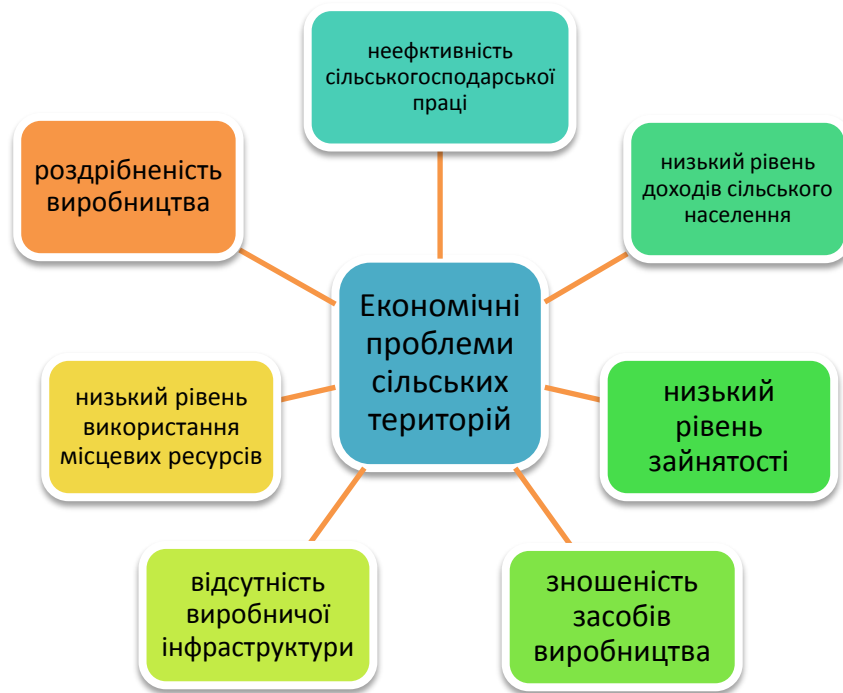 неефктивність
сільськогосподарської
праці
роздрібненість
виробництва
низький рівень
доходів сільського
населення
Економічні
проблеми
сільських
територій
низький рівень
використання
місцевих ресурсів
низький
рівень
зайнятості
відсутність
виробничої
інфраструктури
зношеність
засобів
виробництва